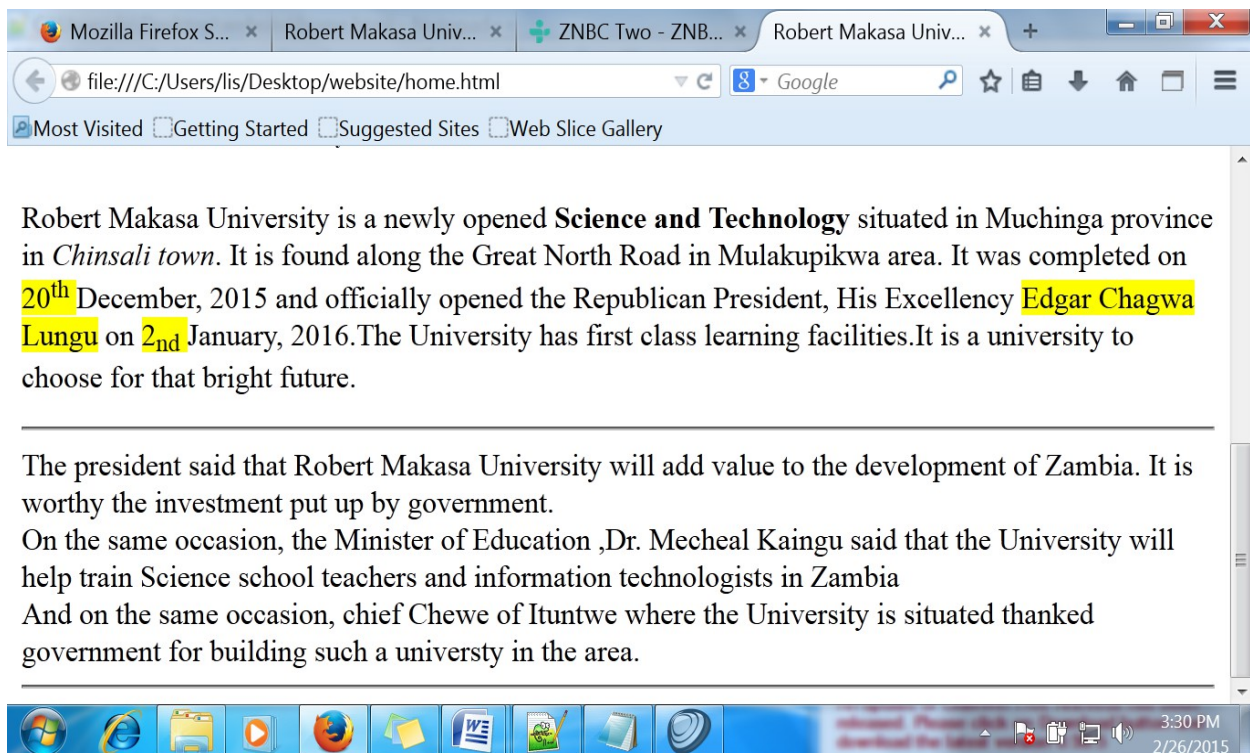 Mozilla Firefox S... Robert Makasa Univ... ZNBC Two - ZNB... Robert Makasa Univ...
file:///C:/Users/lis/Desktop/website/home.html Google
Most Visited Getting Started Suggested Sites Web Slice Gallery
Robert Makasa University is a newly opened Science and Technology situated in Muchinga province
in Chinsali town. It is found along the Great North Road in Mulakupikwa area. It was completed on
20th December, 2015 and officially opened the Republican President, His Excellency Edgar Chagwa
Lungu on 2nd January, 2016.The University has first class learning facilities.It is a university to
choose for that bright future.
The president said that Robert Makasa University will add value to the development of Zambia. It is
worthy the investment put up by government.
On the same occasion, the Minister of Education ,Dr. Mecheal Kaingu said that the University will
help train Science school teachers and information technologists in Zambia
And on the same occasion, chief Chewe of Ituntwe where the University is situated thanked
government for building such a universty in the area.
3:30 PM
2/26/2015